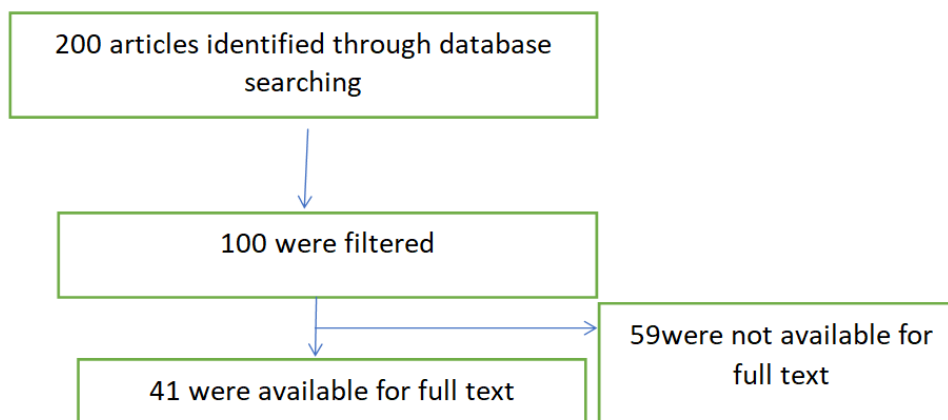 200 articles identified through database
searching
100 were filtered
59were not available for
full text
41 were available for full text